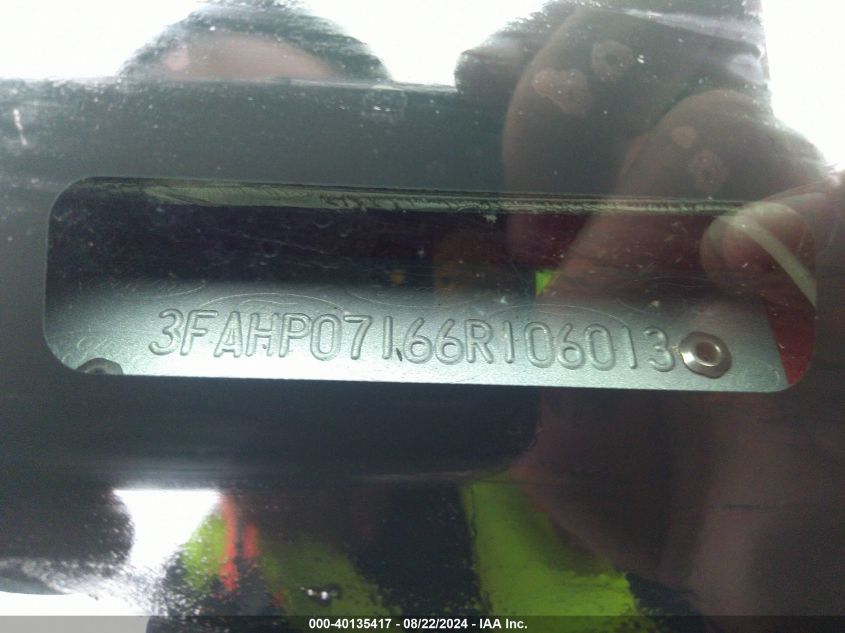 3FAHP07166R106013
000-40135417 - 08/22/2024 - IAA Inc.